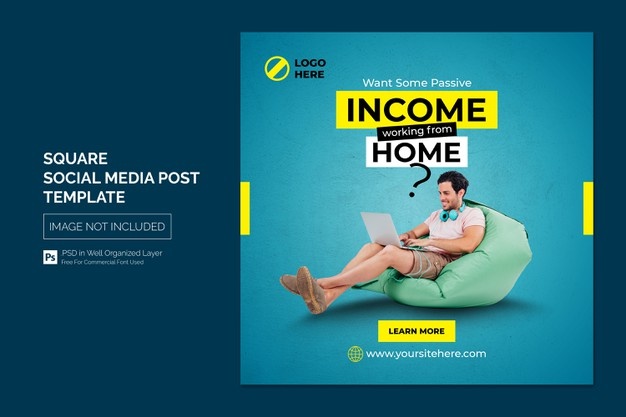 SQUARE
SOCIAL MEDIA POST
TEMPLATE
IMAGE NOT INCLUDED
Ps
.PSD in Well Organized Layer
Free For Commercial Font Used
LOGO
HERE
Want Some Passive
INCOME
working from
HOME
?
LEARN MORE
www.yoursitehere.com